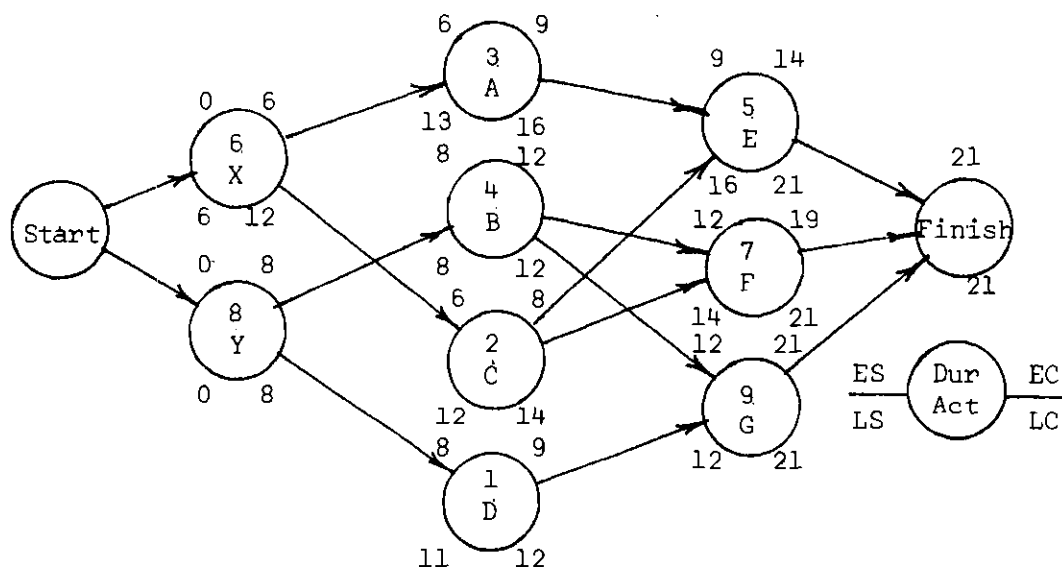 Start
0 6
6
X
6 12
0 8
8
Y
0 8
6 9
3
A
13 16
8 12
4
B
8 12
6 8
2
C
12 14
8 9
1
D
11 12
9 14
5
E
16 21
12 19
7
F
14 21
12 21
9
G
12 21
21
Finish
21
ES Dur EC
LS Act LC